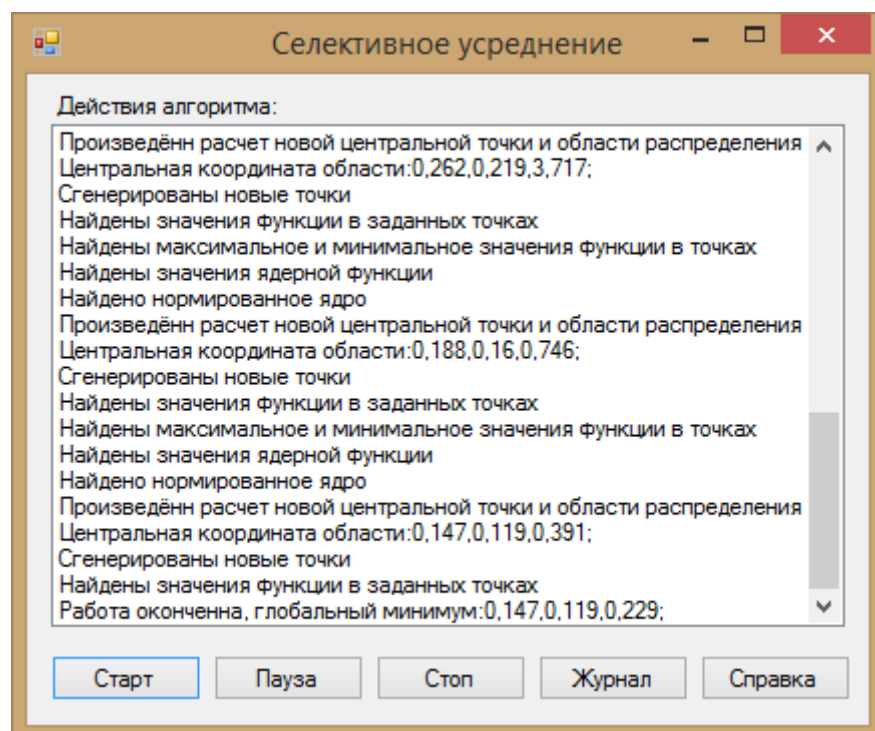 Селективное усреднение
Действия алгоритма:
Произведённ расчет новой центральной точки и области распределения
Центральная координата области:0,262,0,219,3,717;
Сгенерированы новые точки
Найдены значения функции в заданных точках
Найдены максимальное и минимальное значения функции в точках
Найдены значения ядерной функции
Найдено нормированное ядро
Произведённ расчет новой центральной точки и области распределения
Центральная координата области:0,188,0,16,0,746;
Сгенерированы новые точки
Найдены значения функции в заданных точках
Найдены максимальное и минимальное значения функции в точках
Найдены значения ядерной функции
Найдено нормированное ядро
Произведённ расчет новой центральной точки и области распределения
Центральная координата области:0,147,0,119,0,391;
Сгенерированы новые точки
Найдены значения функции в заданных точках
Работа оконченна, глобальный минимум:0,147,0,119,0,229;
Старт Пауза Стоп Журнал Справка